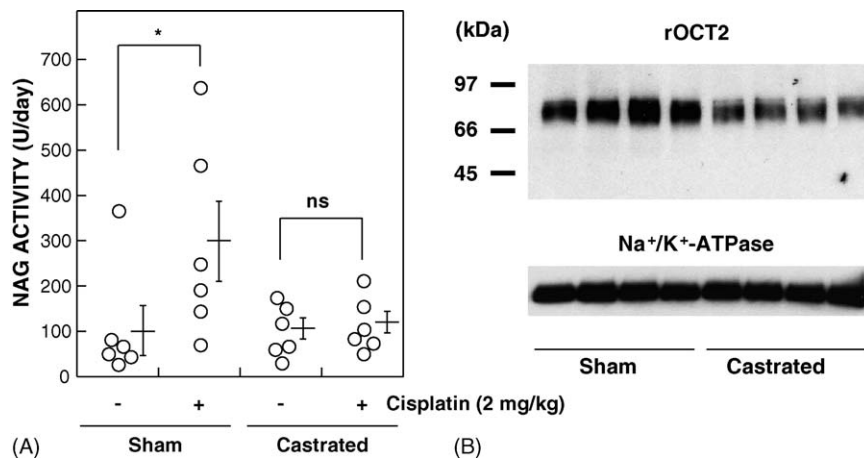 *
ns
NAG ACTIVITY (U/day)
700
600
500
400
300
200
100
0
- + - + Cisplatin (2 mg/kg)
Sham Castrated
(A)
(kDa) rOCT2
97
66
45
Na⁺/K⁺-ATPase
Sham Castrated
(B)